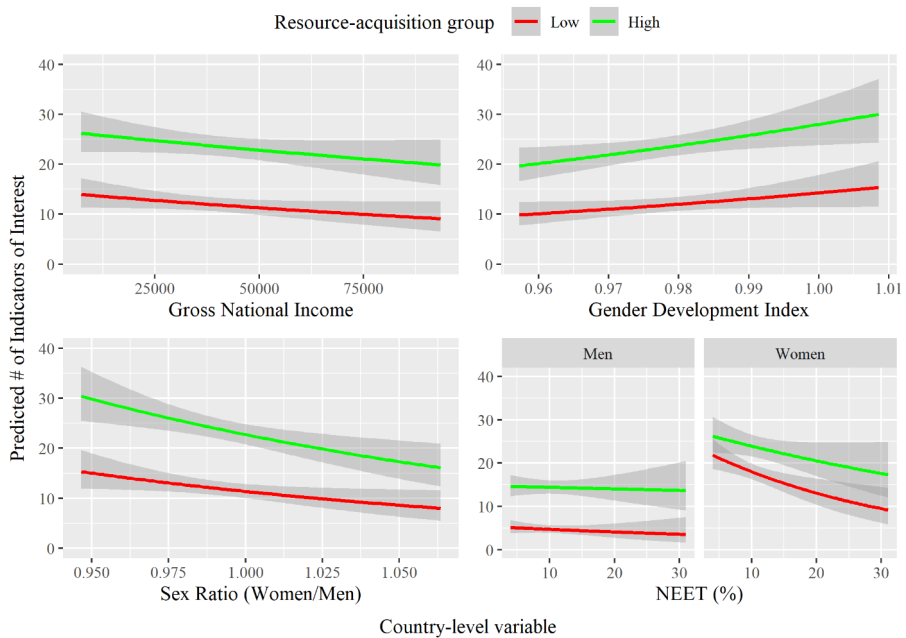 Resource-acquisition group Low High
Predicted # of Indicators of Interest
40
30
20
10
0
25000 50000 75000
Gross National Income
40
30
20
10
0
0.96 0.97 0.98 0.99 1.00 1.01
Gender Development Index
40
30
20
10
0
0.950 0.975 1.000 1.025 1.050
Sex Ratio (Women/Men)
Men Women
40
30
20
10
0
10 20 30 10 20 30
NEET (%)
Country-level variable